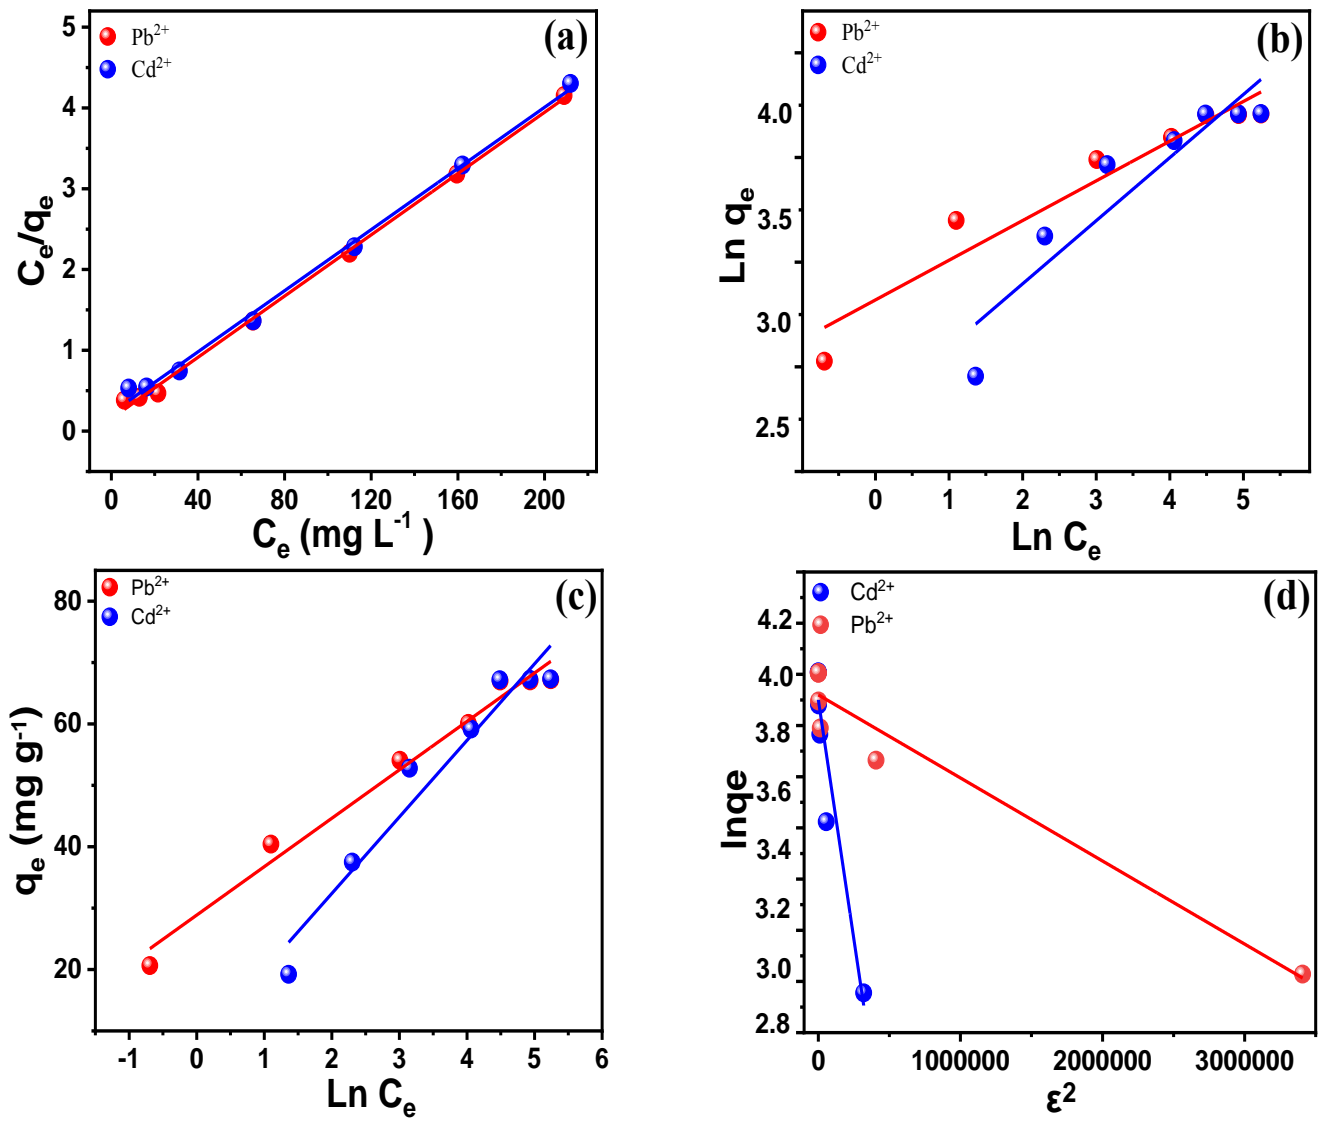 (a)
Pb²⁺
Cd²⁺
5
4
3
2
1
0
Cₑ/qₑ
0 40 80 120 160 200
Cₑ (mg L⁻¹ )
(b)
Pb²⁺
Cd²⁺
4.0
3.5
3.0
2.5
Ln qₑ
0 1 2 3 4 5
Ln Cₑ
(c)
Pb²⁺
Cd²⁺
80
60
40
20
qₑ (mg g⁻¹)
-1 0 1 2 3 4 5 6
Ln Cₑ
(d)
Cd²⁺
Pb²⁺
4.2
4.0
3.8
3.6
3.4
3.2
3.0
2.8
lnqe
0 1000000 2000000 3000000
ε²